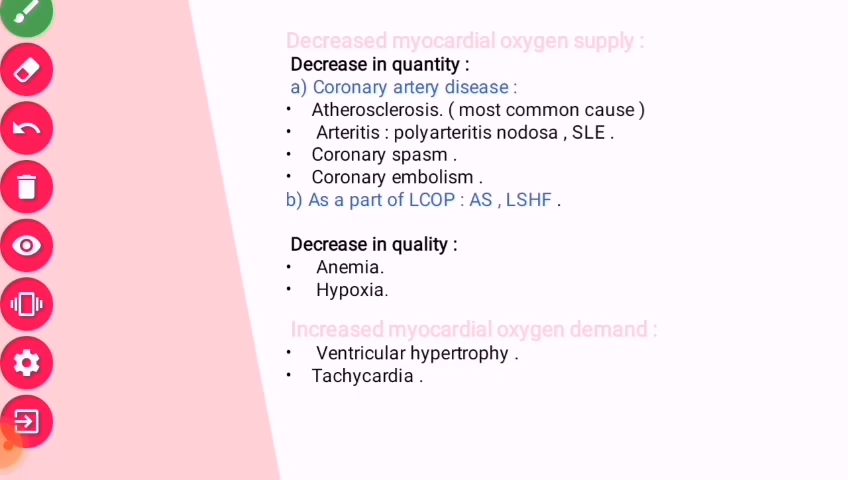 Decreased myocardial oxygen supply :
Decrease in quantity :
a) Coronary artery disease :
• Atherosclerosis. ( most common cause )
• Arteritis : polyarteritis nodosa , SLE .
• Coronary spasm .
• Coronary embolism .
b) As a part of LCOP : AS , LSHF .
Decrease in quality :
• Anemia.
• Hypoxia.
Increased myocardial oxygen demand :
• Ventricular hypertrophy .
• Tachycardia .